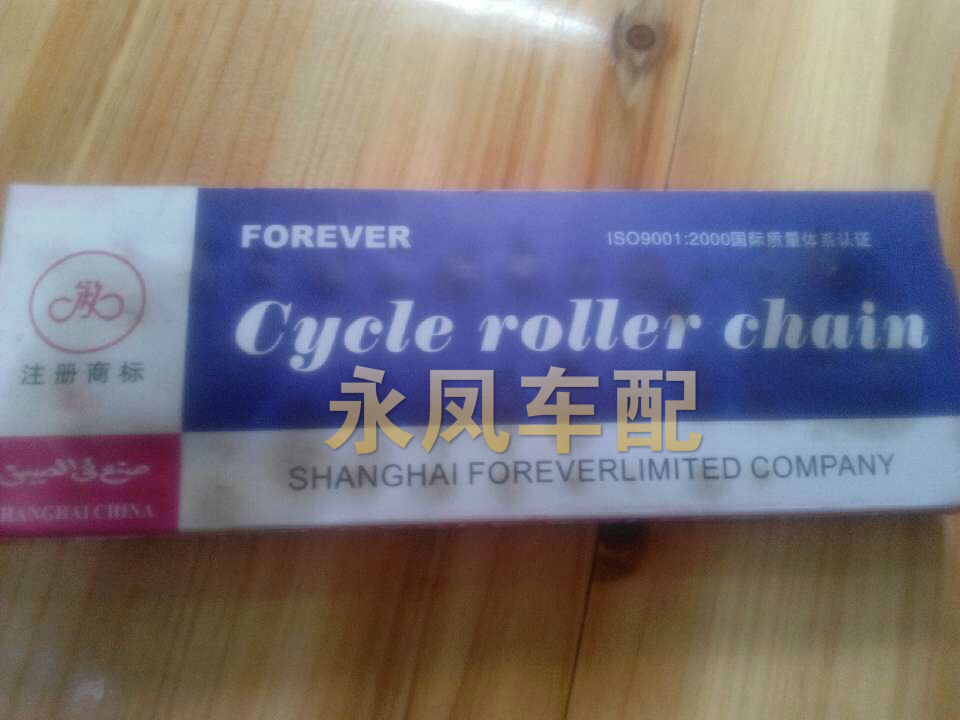 FOREVER
ISO9001:2000国际质量体系认证
Cycle roller chain
注册商标
永凤车配
صنع في الصين
SHANGHAI FOREVERLIMITED COMPANY
HANGHAI CHINA